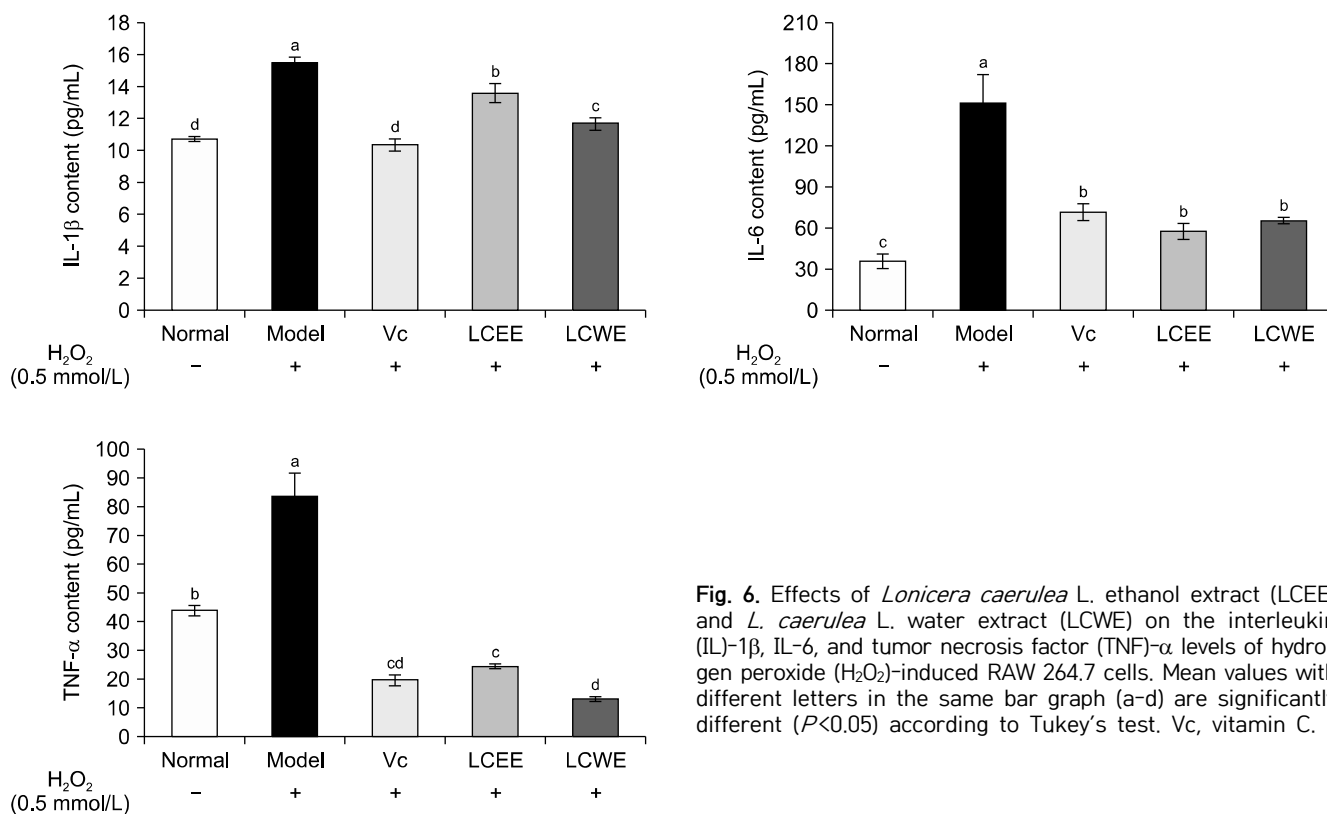 18
16
14
12
10
8
6
4
2
0
IL-1β content (pg/mL)
d
a
d
b
c
Normal Model Vc LCEE LCWE
H₂O₂
(0.5 mmol/L)
− + + + +
210
180
150
120
90
60
30
0
IL-6 content (pg/mL)
c
a
b
b
b
Normal Model Vc LCEE LCWE
H₂O₂
(0.5 mmol/L)
− + + + +
100
90
80
70
60
50
40
30
20
10
0
TNF-α content (pg/mL)
b
a
cd
c
d
Normal Model Vc LCEE LCWE
H₂O₂
(0.5 mmol/L)
− + + + +
Fig. 6. Effects of Lonicera caerulea L. ethanol extract (LCEE
and L. caerulea L. water extract (LCWE) on the interleukin
(IL)-1β, IL-6, and tumor necrosis factor (TNF)-α levels of hydro
gen peroxide (H₂O₂)-induced RAW 264.7 cells. Mean values with
different letters in the same bar graph (a-d) are significantly
different (P<0.05) according to Tukey's test. Vc, vitamin C.